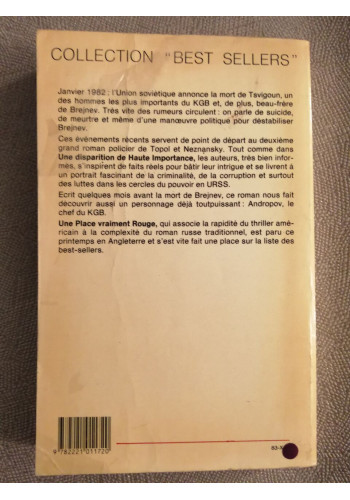 COLLECTION "BEST SELLERS"
Janvier 1982 : l'Union soviétique annonce la mort de Tsvigoun, un
des hommes les plus importants du KGB et, de plus, beau-frère
de Brejnev. Très vite des rumeurs circulent : on parle de suicide,
de meurtre et même d'une manœuvre politique pour déstabiliser
Brejnev.
Ces événements récents servent de point de départ au deuxième
grand roman policier de Topol et Neznansky. Tout comme dans
Une disparition de Haute Importance, les auteurs, très bien infor-
més, s'inspirent de faits réels pour bâtir leur intrigue et se livrent à
un portrait fascinant de la criminalité, de la corruption et surtout
des luttes dans les cercles du pouvoir en URSS.
Ecrit quelques mois avant la mort de Brejnev, ce roman nous fait
découvrir aussi un personnage déjà toutpuissant : Andropov, le
chef du KGB.
Une Place vraiment Rouge, qui associe la rapidité du thriller amé-
ricain à la complexité du roman russe traditionnel, est paru ce
printemps en Angleterre et s'est vite fait une place sur la liste des
best-sellers.
9 782221 011720